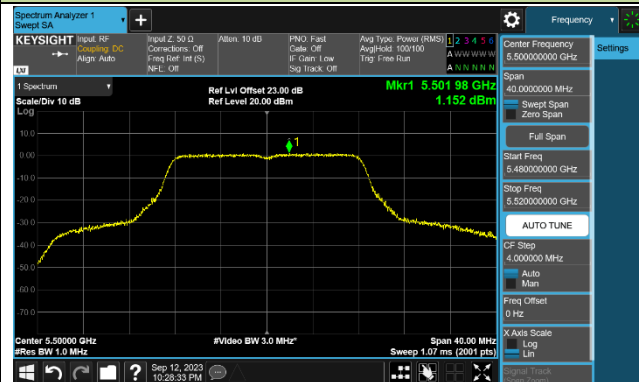 Spectrum Analyzer 1
Swept SA
+
Frequency
KEYSIGHT
Input: RF
Coupling: DC
Align: Auto
LXI
Input Z: 50 Ω
Corrections: Off
Freq Ref: Int (S)
NFE: Off
Atten: 10 dB
PNO: Fast
Gate: Off
IF Gain: Low
Sig Track: Off
Avg Type: Power (RMS)
Avg|Hold: 100/100
Trig: Free Run
1 2 3 4 5 6
A W W W W W
A N N N N N
1 Spectrum
Scale/Div 10 dB
Log
Ref Lvl Offset 23.00 dB
Ref Level 20.00 dBm
Mkr1 5.501 98 GHz
1.152 dBm
1
10.0
0.00
-10.0
-20.0
-30.0
-40.0
-50.0
-60.0
-70.0
Center 5.50000 GHz
#Res BW 1.0 MHz
#Video BW 3.0 MHz*
Span 40.00 MHz
Sweep 1.07 ms (2001 pts)
Center Frequency
5.500000000 GHz
Settings
Span
40.0000000 MHz
Swept Span
Zero Span
Full Span
Start Freq
5.480000000 GHz
Stop Freq
5.520000000 GHz
AUTO TUNE
CF Step
4.000000 MHz
Auto
Man
Freq Offset
0 Hz
X Axis Scale
Log
Lin
Signal Track
?
Sep 12, 2023
10:28:33 PM